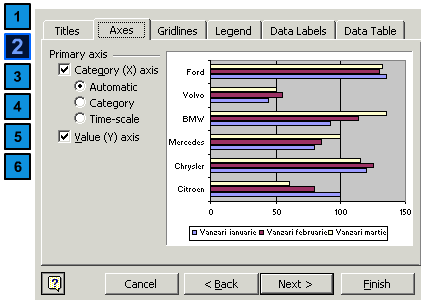 1
2
3
4
5
6
Titles Axes Gridlines Legend Data Labels Data Table
Primary axis
Category (X) axis
Automatic
Category
Time-scale
Value (Y) axis
Ford
Volvo
BMW
Mercedes
Chrysler
Citroen
0 50 100 150
Vanzari ianuarie Vanzari februarie Vanzari martie
? Cancel < Back Next > Finish